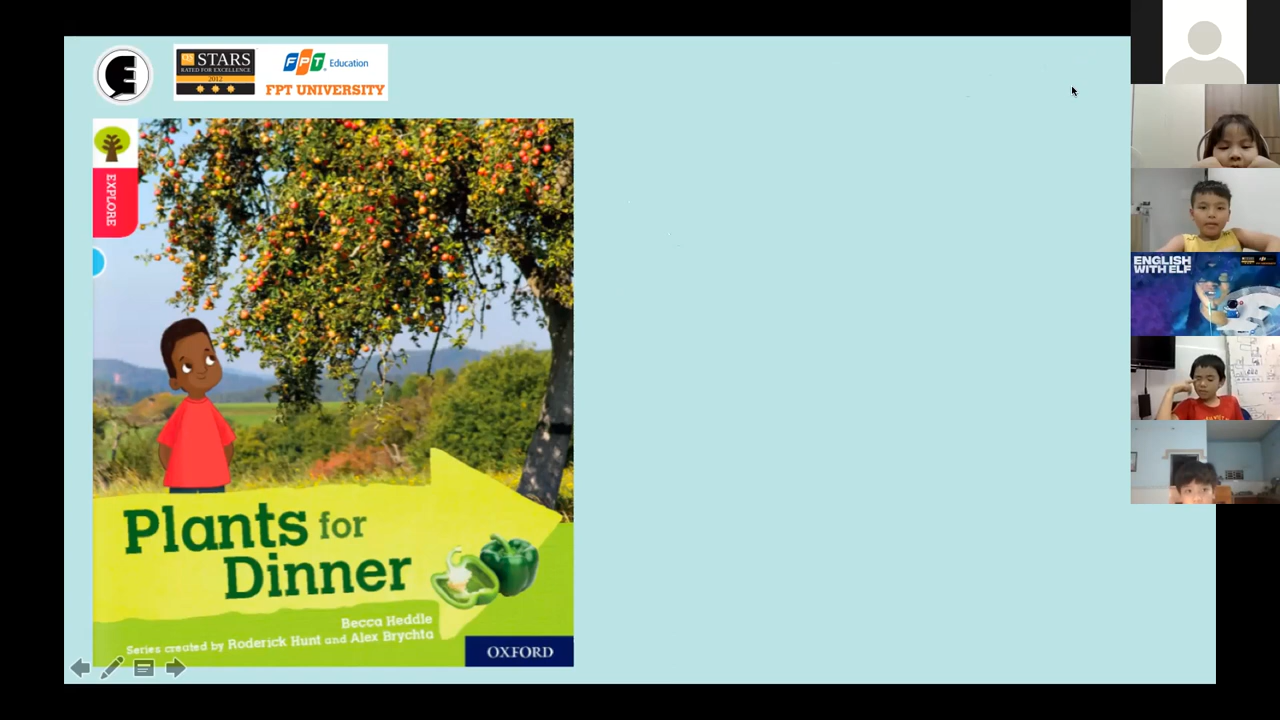 STARS
RATED FOR EXCELLENCE
2012
FPT Education
FPT UNIVERSITY
EXPLORE
Plants for
Dinner
Becca Heddle
Series created by Roderick Hunt and Alex Brychta
OXFORD
ENGLISH
WITH ELF